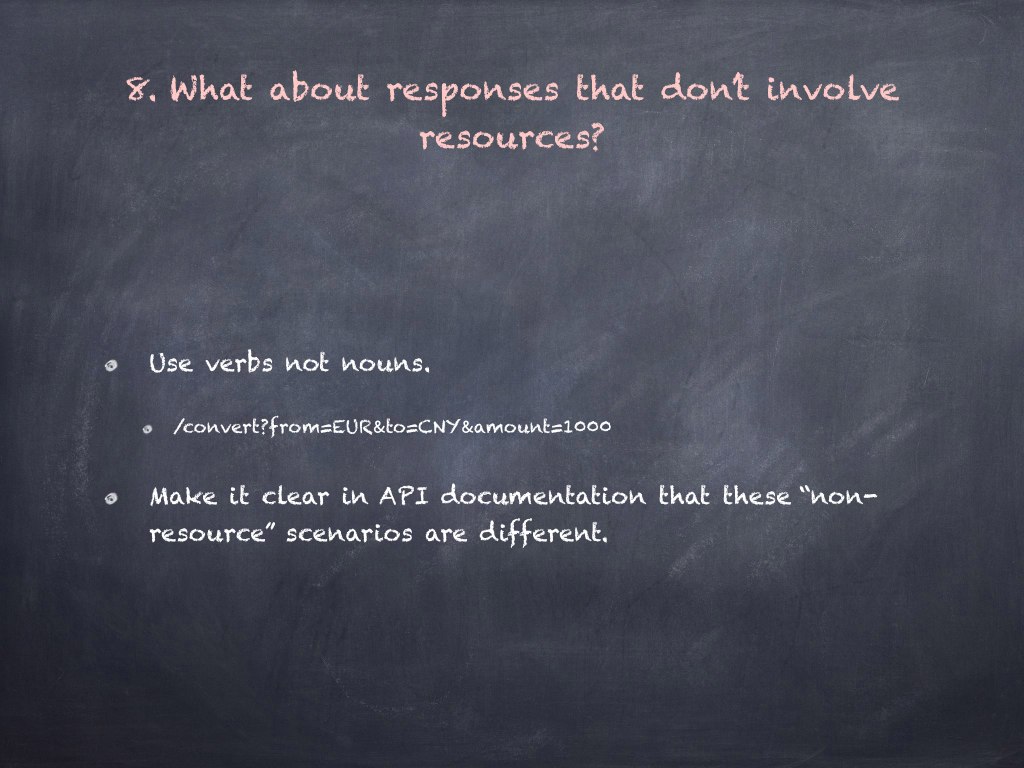 8. What about responses that don't involve
resources?
Use verbs not nouns.
/convert?from=EUR&to=CNY&amount=1000
Make it clear in API documentation that these “non-
resource” scenarios are different.